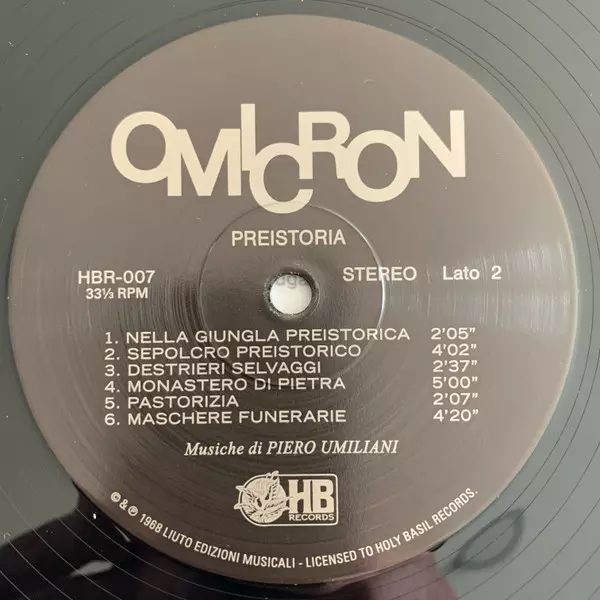 OMICRON
PREISTORIA
HBR-007 STEREO Lato 2
33⅓ RPM
1. NELLA GIUNGLA PREISTORICA 2'05"
2. SEPOLCRO PREISTORICO 4'02"
3. DESTRIERI SELVAGGI 2'37"
4. MONASTERO DI PIETRA 5'00"
5. PASTORIZIA 2'07"
6. MASCHERE FUNERARIE 4'20"
Musiche di PIERO UMILIANI
HB
RECORDS
© & ℗ 1968 LIUTO EDIZIONI MUSICALI - LICENSED TO HOLY BASIL RECORDS.